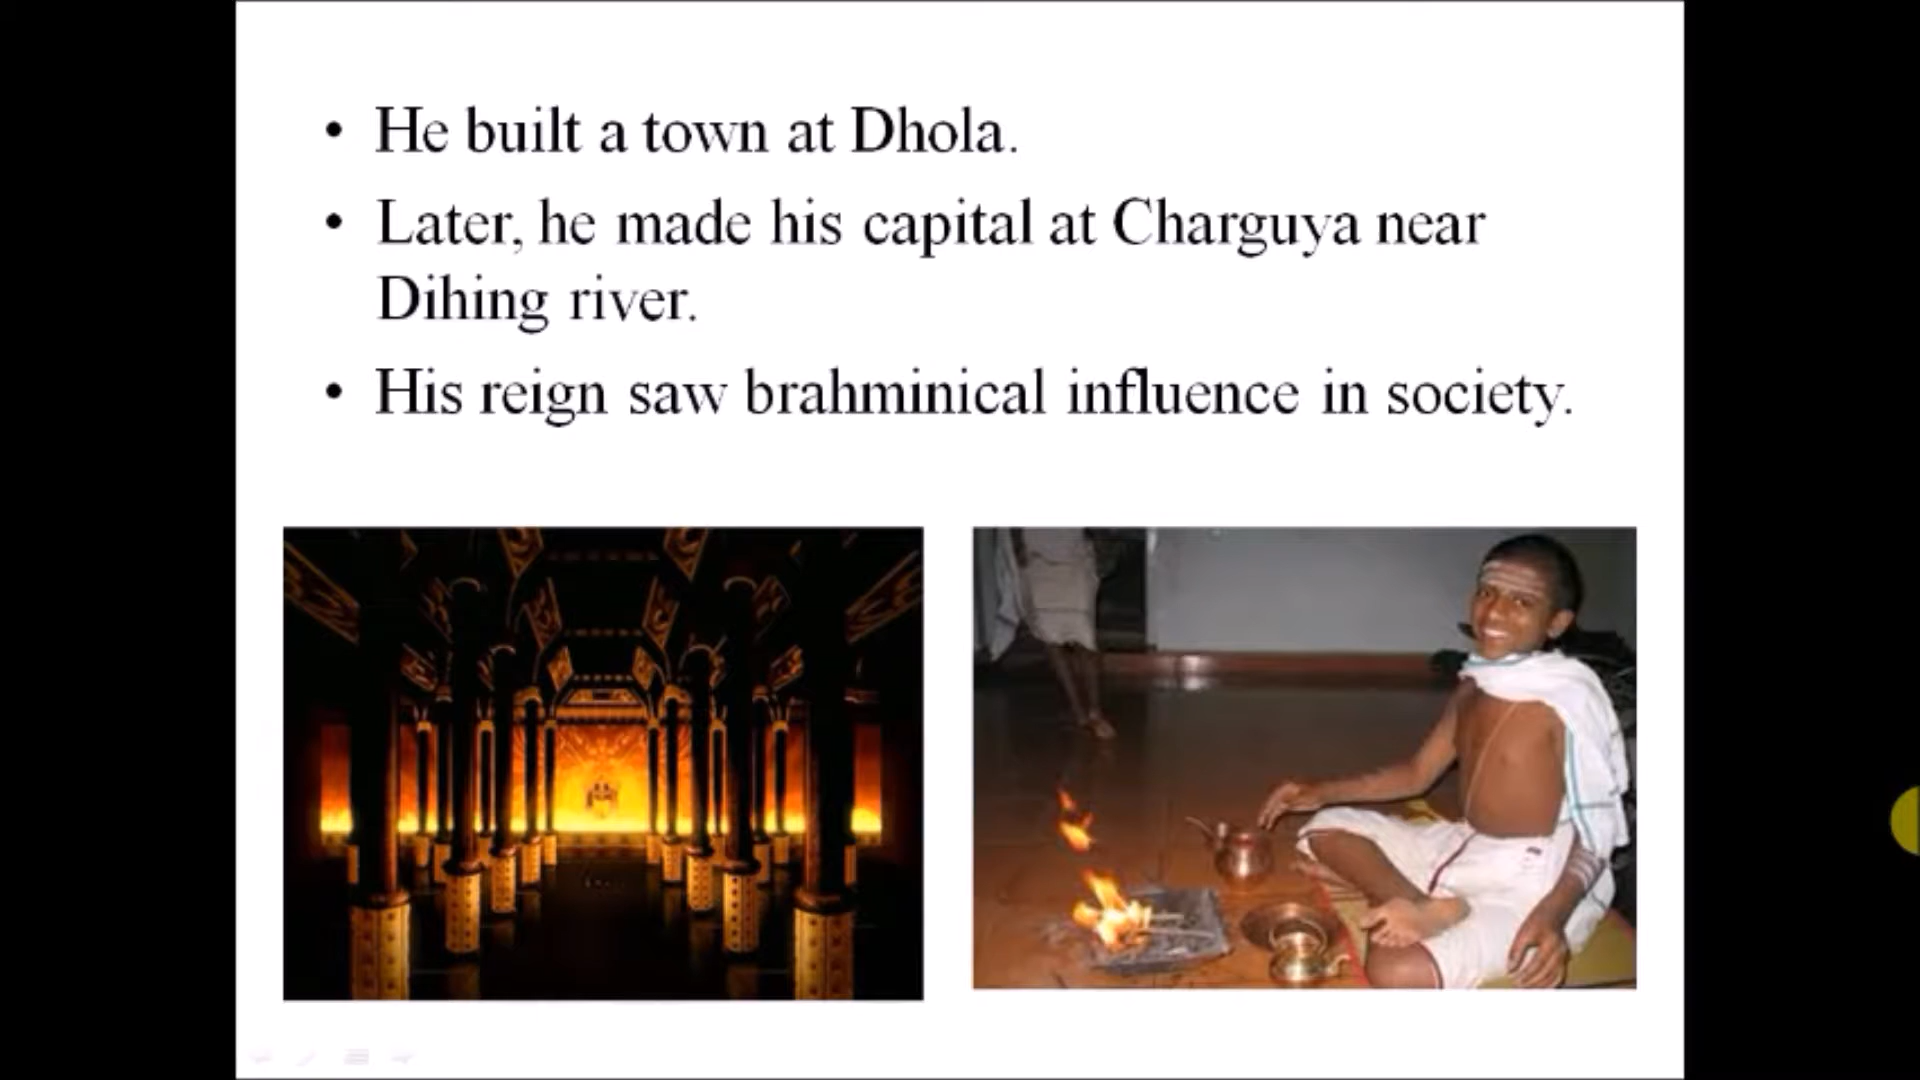 • He built a town at Dhola.
• Later, he made his capital at Charguya near
Dihing river.
• His reign saw brahminical influence in society.